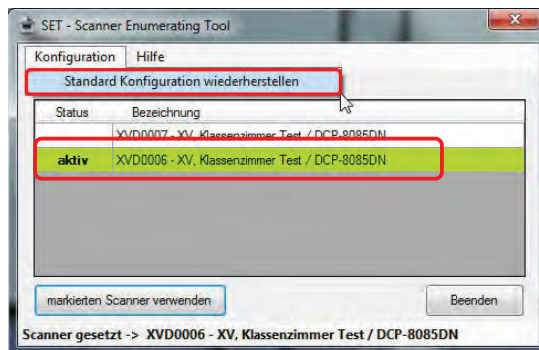 SET - Scanner Enumerating Tool
Konfiguration Hilfe
Standard Konfiguration wiederherstellen
Status Bezeichnung
XVD0007 - XV, Klassenzimmer Test / DCP-8085DN
aktiv XVD0006 - XV, Klassenzimmer Test / DCP-8085DN
markierten Scanner verwenden Beenden
Scanner gesetzt -> XVD0006 - XV, Klassenzimmer Test / DCP-8085DN